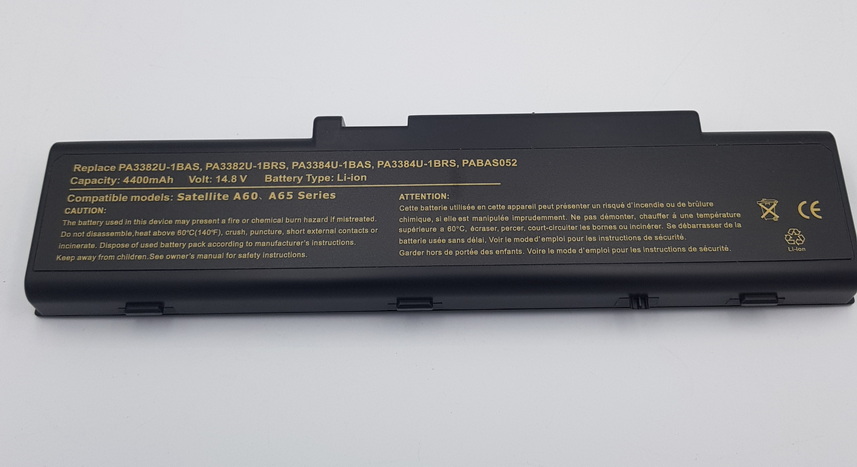 Replace PA3382U-1BAS, PA3382U-1BRS, PA3384U-1BAS, PA3384U-1BRS, PABAS052
Capacity: 4400mAh Volt: 14.8 V Battery Type: Li-ion
Compatible models: Satellite A60、A65 Series
CAUTION:
The battery used in this device may present a fire or chemical burn hazard if mistreated.
Do not disassemble,heat above 60°C(140°F), crush, puncture, short external contacts or
incinerate. Dispose of used battery pack according to manufacturer's instructions.
Keep away from children.See owner's manual for safety instructions.
ATTENTION:
Cette batterie utilisée en cette appareil peut présenter un risqué d'incendie ou de brûlure
chimique, si elle est manipulée imprudemment. Ne pas démonter, chauffer à une température
supérieure a 60°C, écraser, percer, court-circuiter les bornes ou incinérer. Se débarrasser de la
batterie usée sans délai, Voir le mode d'emploi pour les instructions de sécurité.
Garder hors de portée des enfants. Voire le mode d'emploi pour les instructions de sécurité.
CE
Li-Ion